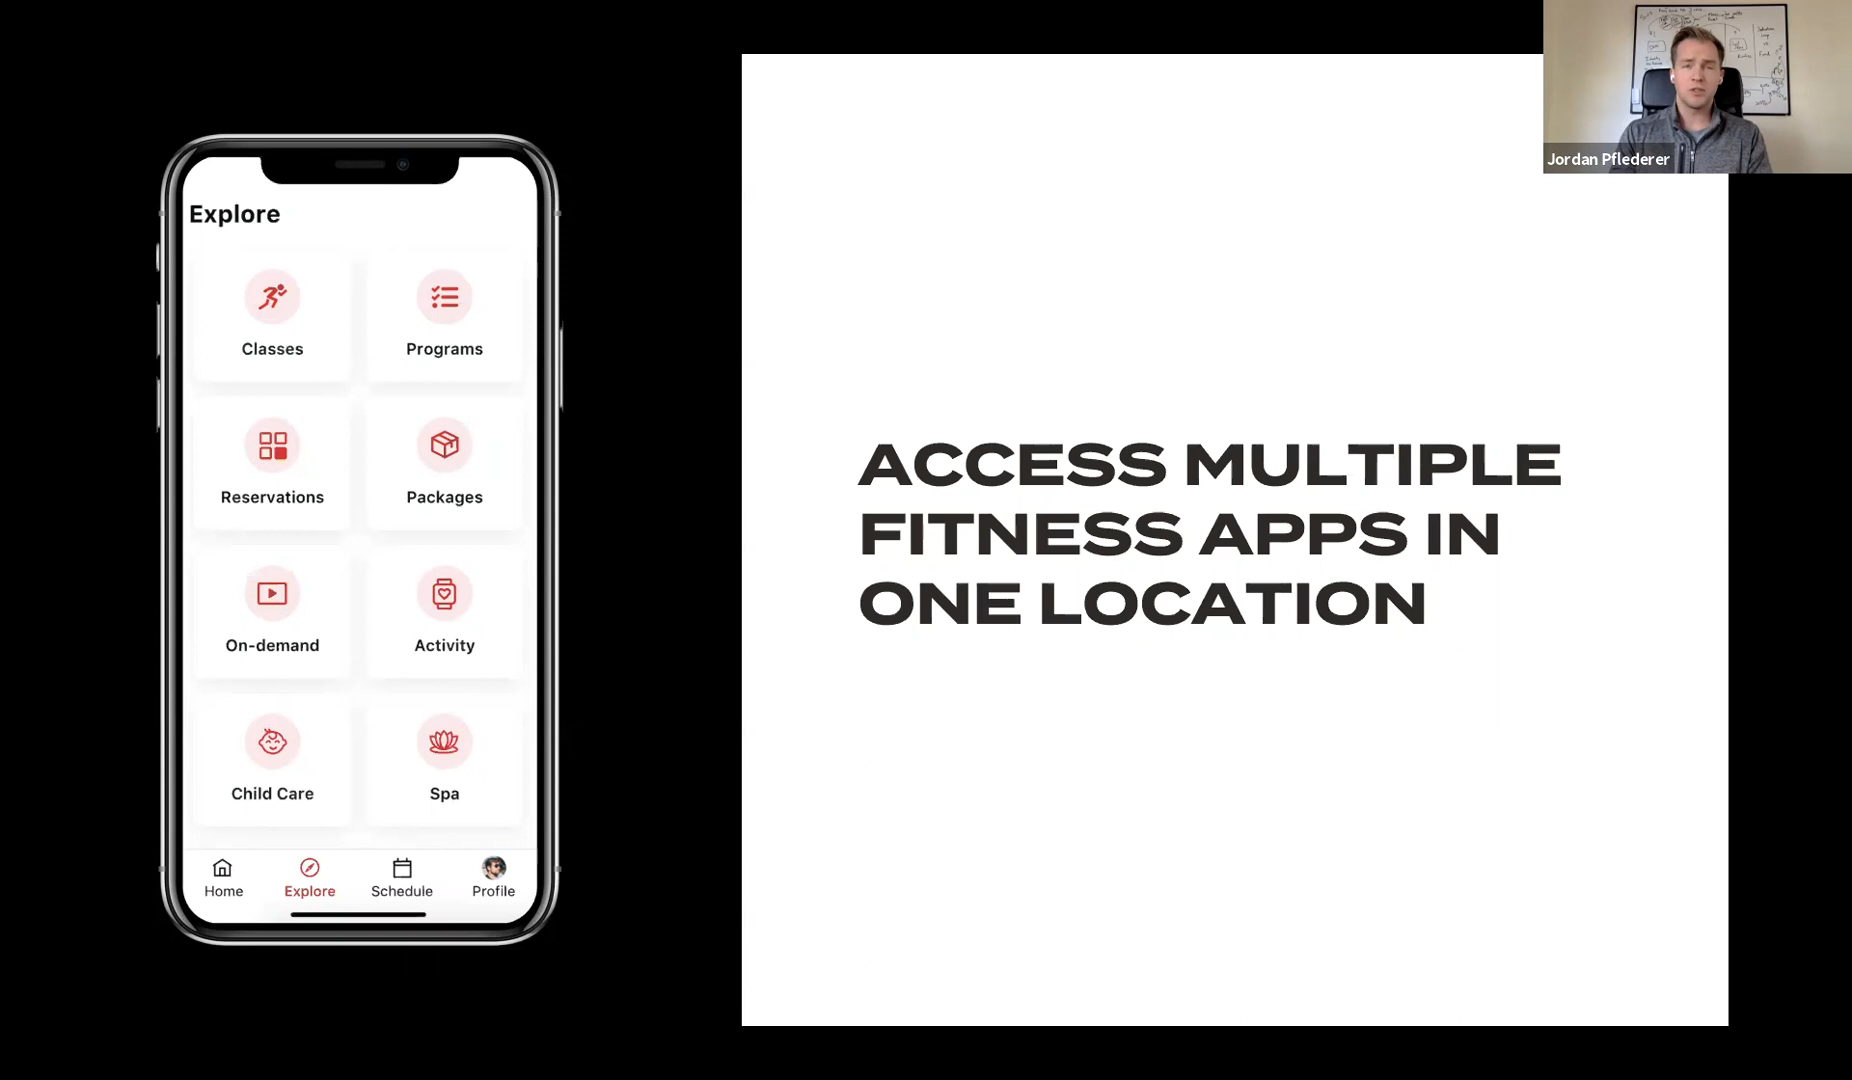 Explore
Classes
Programs
Reservations
Packages
On-demand
Activity
Child Care
Spa
Home
Explore
Schedule
Profile
ACCESS MULTIPLE
FITNESS APPS IN
ONE LOCATION
Jordan Pflederer